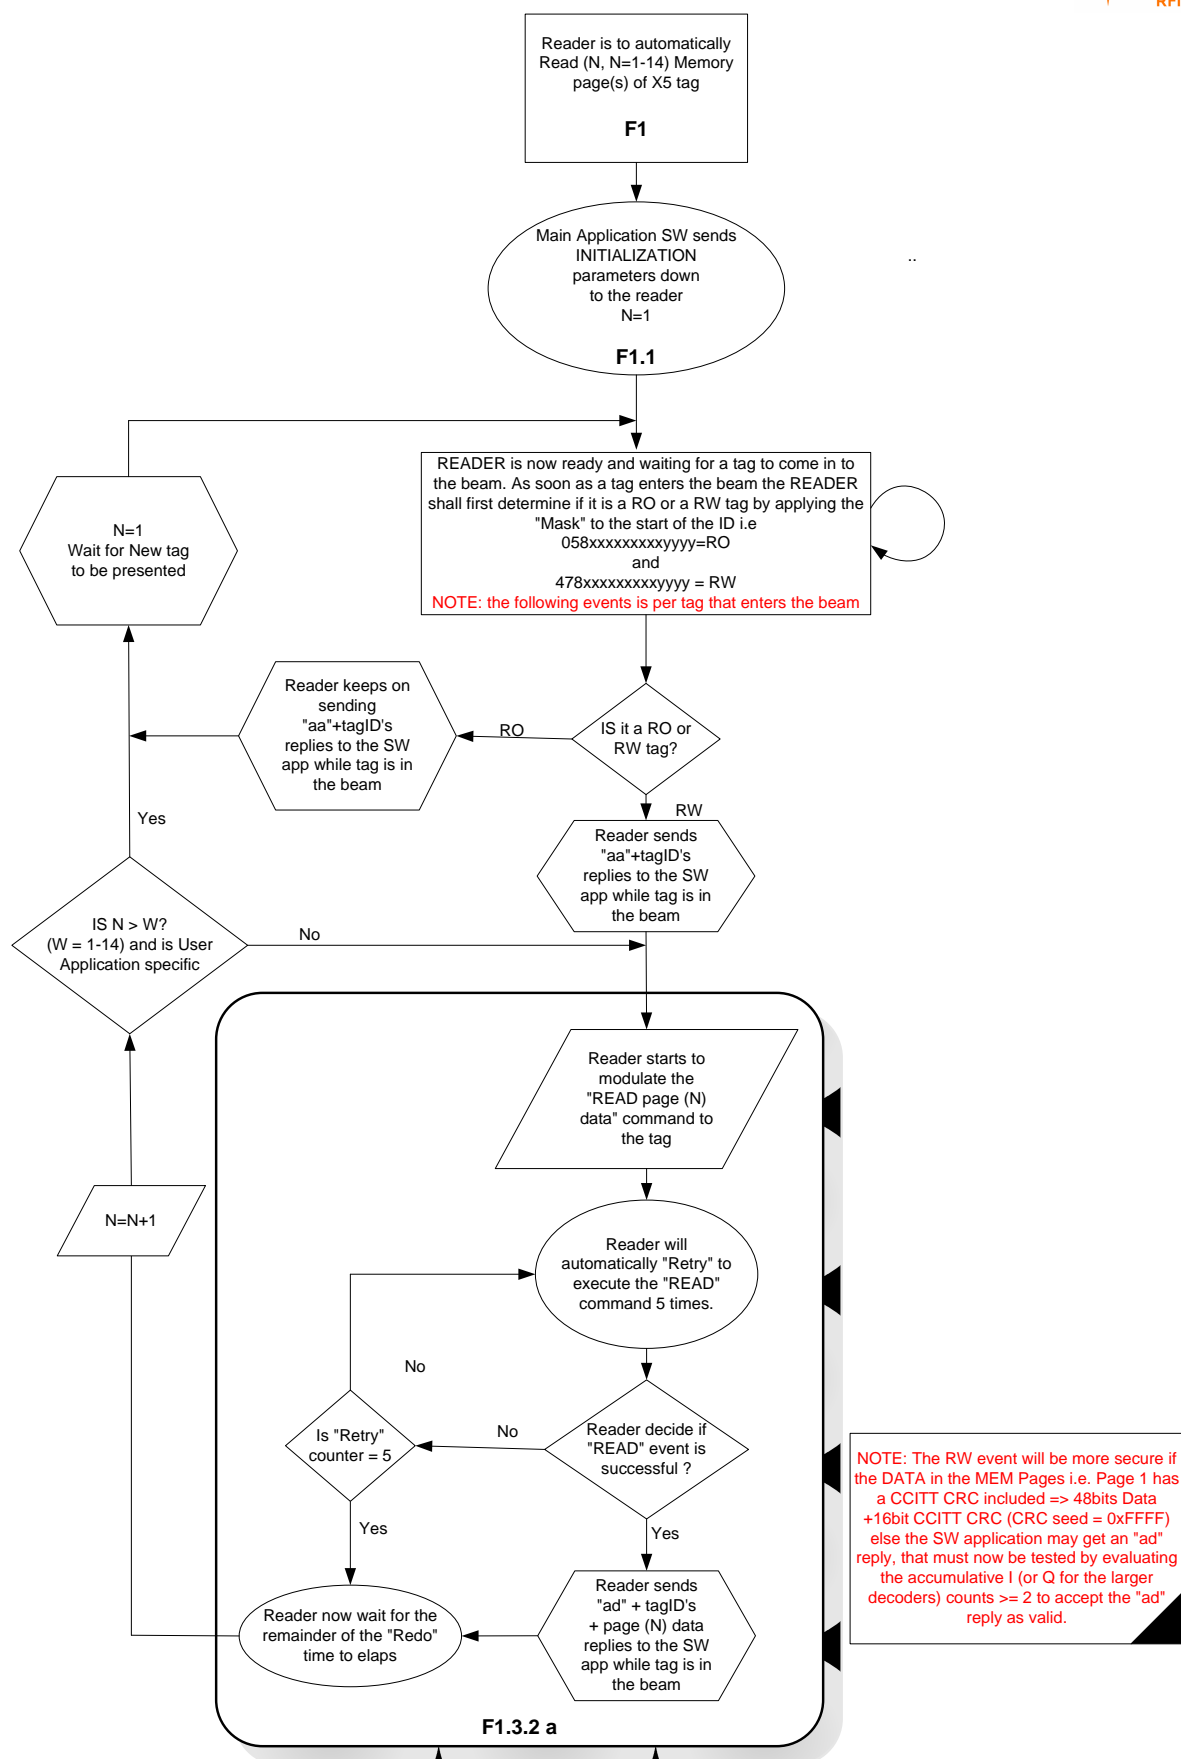 RFI
Reader is to automatically
Read (N, N=1-14) Memory
page(s) of X5 tag
F1
Main Application SW sends
INITIALIZATION
parameters down
to the reader
N=1
F1.1
..
READER is now ready and waiting for a tag to come in to
the beam. As soon as a tag enters the beam the READER
shall first determine if it is a RO or a RW tag by applying the
"Mask" to the start of the ID i.e
058xxxxxxxxxyyyy=RO
and
478xxxxxxxxxyyyy = RW
NOTE: the following events is per tag that enters the beam
N=1
Wait for New tag
to be presented
Reader keeps on
sending
"aa"+tagID's
replies to the SW
app while tag is in
the beam
RO
IS it a RO or
RW tag?
RW
Yes
Reader sends
"aa"+tagID's
replies to the SW
app while tag is in
the beam
IS N > W?
(W = 1-14) and is User
Application specific
No
Reader starts to
modulate the
"READ page (N)
data" command to
the tag
N=N+1
Reader will
automatically "Retry" to
execute the "READ"
command 5 times.
No
Is "Retry"
counter = 5
No
Reader decide if
"READ" event is
successful ?
Yes
Yes
Reader now wait for the
remainder of the "Redo"
time to elaps
Reader sends
"ad" + tagID's
+ page (N) data
replies to the SW
app while tag is in
the beam
F1.3.2 a
NOTE: The RW event will be more secure if
the DATA in the MEM Pages i.e. Page 1 has
a CCITT CRC included => 48bits Data
+16bit CCITT CRC (CRC seed = 0xFFFF)
else the SW application may get an "ad"
reply, that must now be tested by evaluating
the accumulative I (or Q for the larger
decoders) counts >= 2 to accept the "ad"
reply as valid.